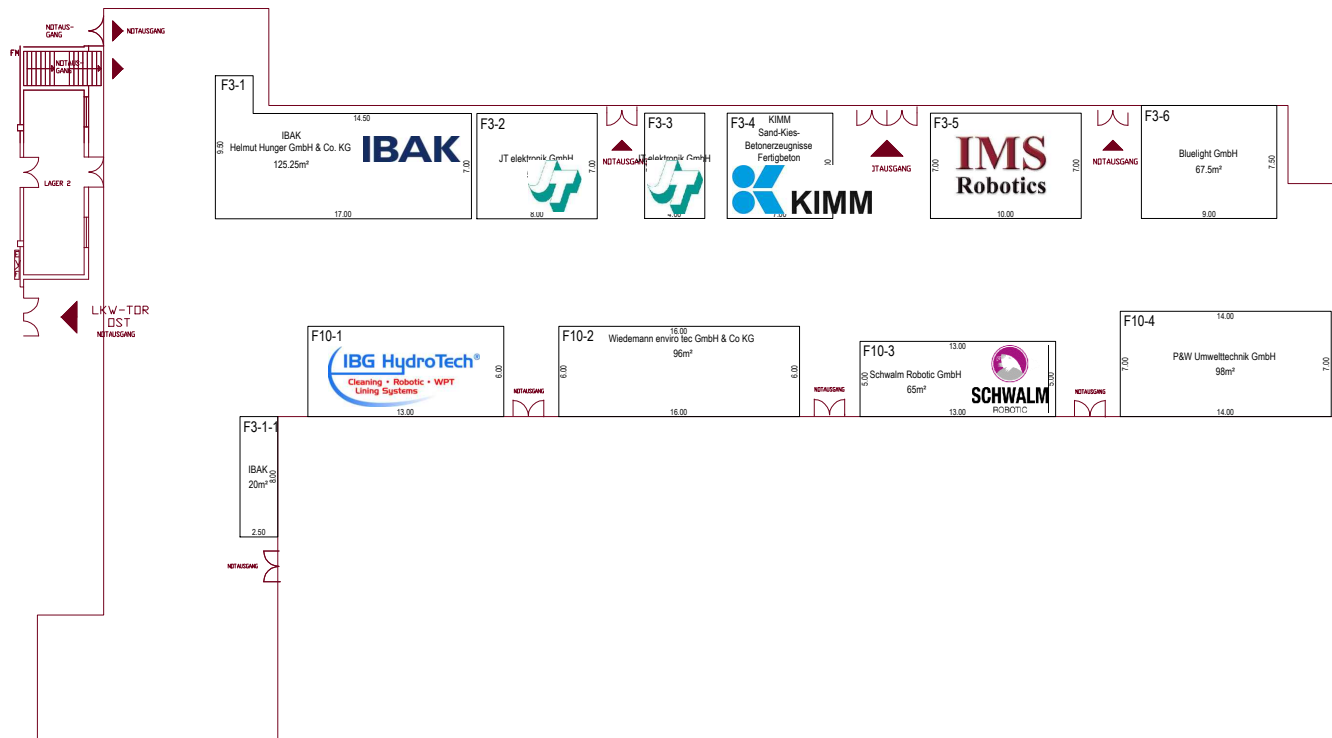 NOTAUS-
GANG
NOTAUSGANG
FM
NOTAUS-
GANG
F3-1
14.50
IBAK
Helmut Hunger GmbH & Co. KG
125.25m²
IBAK
9.50
7.00
17.00
F3-2
JT elektronik GmbH
JT
7.00
8.00
NOTAUSGANG
F3-3
JT elektronik GmbH
JT
4.00
F3-4
KIMM
Sand-Kies-
Betonerzeugnisse
Fertigbeton
KIMM
7.00
JTAUSGANG
F3-5
IMS
Robotics
7.00
7.00
10.00
NOTAUSGANG
F3-6
Bluelight GmbH
67.5m²
7.50
9.00
LAGER 2
LKW-TOR
OST
NOTAUSGANG
F10-1
IBG HydroTech®
Cleaning • Robotic • WPT
Lining Systems
6.00
13.00
NOTAUSGANG
F10-2
16.00
Wiedemann enviro tec GmbH & Co KG
96m²
6.00
6.00
16.00
NOTAUSGANG
F10-3
13.00
Schwalm Robotic GmbH
65m²
SCHWALM
ROBOTIC
5.00
5.00
13.00
NOTAUSGANG
F10-4
14.00
P&W Umwelttechnik GmbH
98m²
7.00
7.00
14.00
F3-1-1
IBAK
20m²
8.00
2.50
NOTAUSGANG